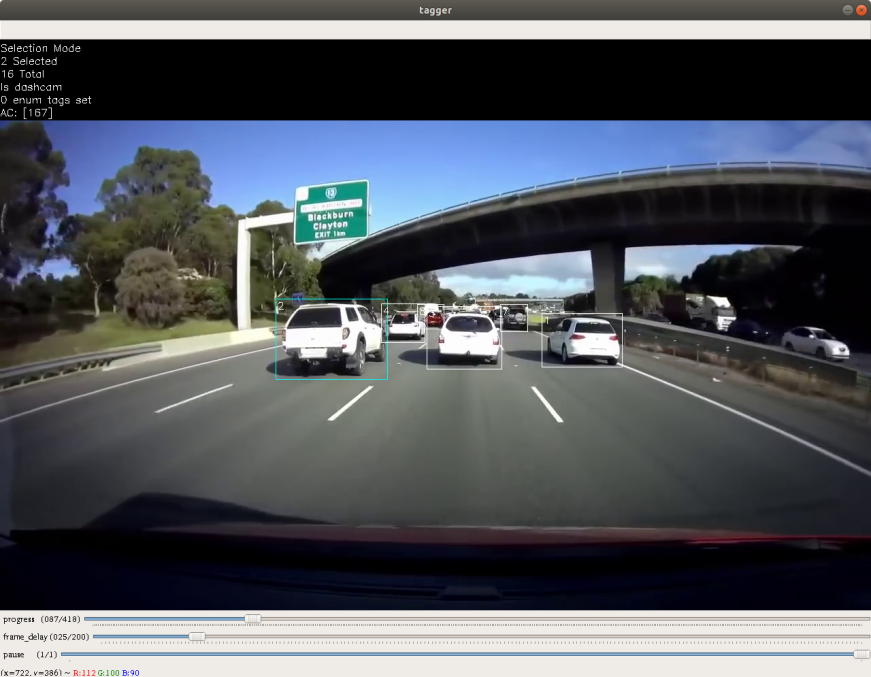 tagger
Selection Mode
2 Selected
16 Total
Is dashcam
0 enum tags set
AC: [167]
13
Blackburn
Clayton
EXIT 1km
2
progress (087/418)
frame_delay (025/200)
pause (1/1)
(x=722, y=386) ~ R:112 G:100 B:90